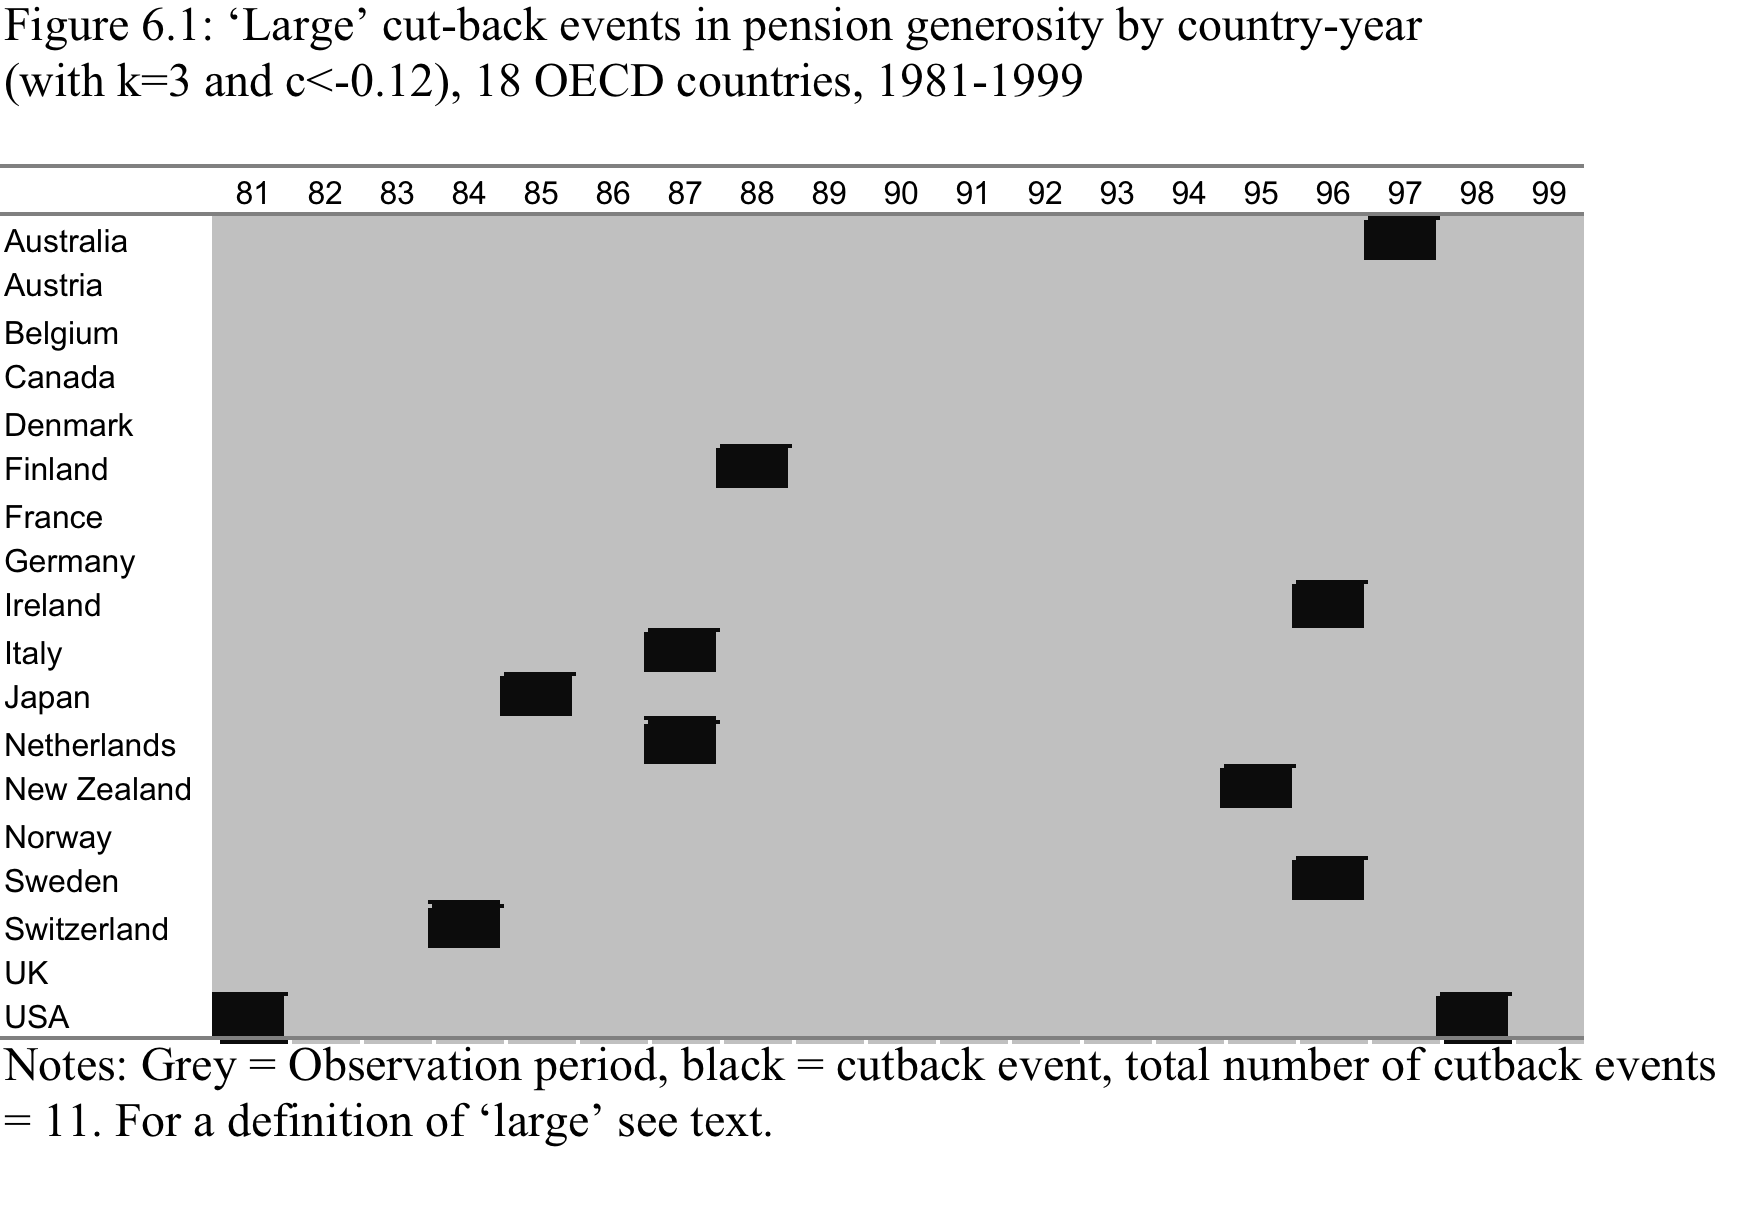 Figure 6.1: ‘Large’ cut-back events in pension generosity by country-year
(with k=3 and c<-0.12), 18 OECD countries, 1981-1999
81 82 83 84 85 86 87 88 89 90 91 92 93 94 95 96 97 98 99
Australia
Austria
Belgium
Canada
Denmark
Finland
France
Germany
Ireland
Italy
Japan
Netherlands
New Zealand
Norway
Sweden
Switzerland
UK
USA
Notes: Grey = Observation period, black = cutback event, total number of cutback events
= 11. For a definition of ‘large’ see text.